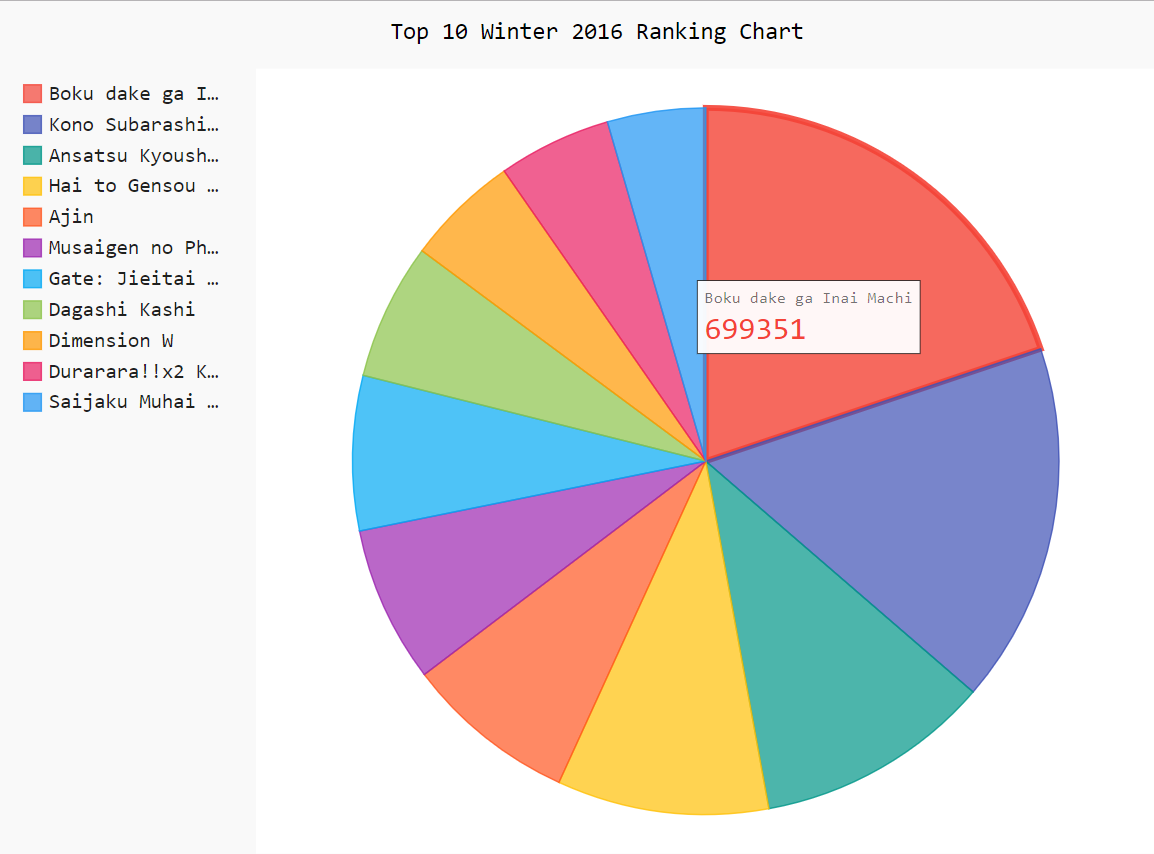 Top 10 Winter 2016 Ranking Chart
Boku dake ga I…
Kono Subarashi…
Ansatsu Kyoush…
Hai to Gensou …
Ajin
Musaigen no Ph…
Gate: Jieitai …
Dagashi Kashi
Dimension W
Durarara!!x2 K…
Saijaku Muhai …
Boku dake ga Inai Machi
699351